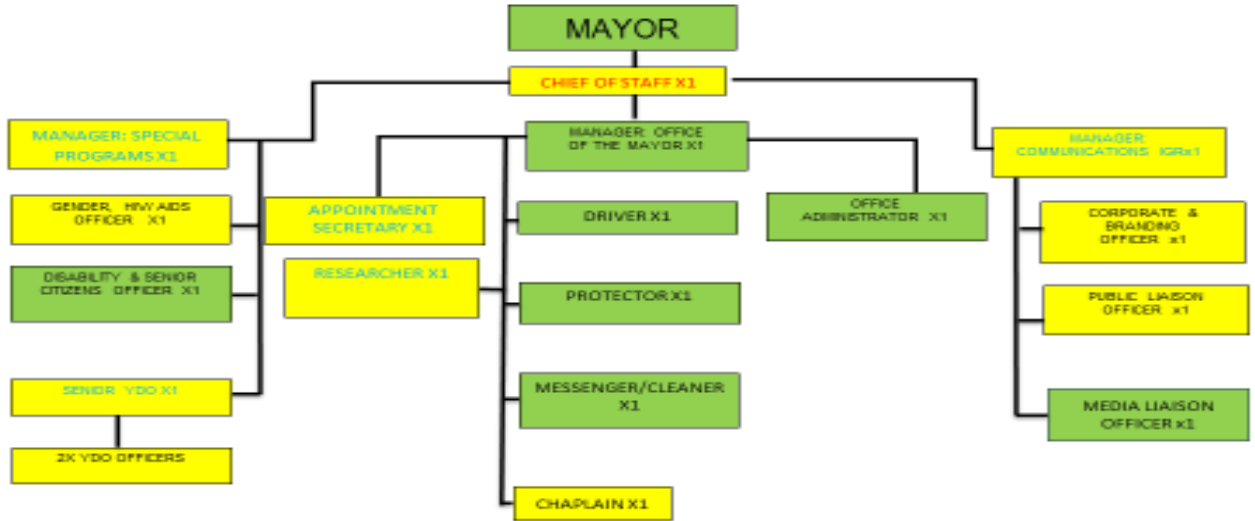 MAYOR
CHIEF OF STAFF X1
MANAGER: SPECIAL
PROGRAMS X1
MANAGER: OFFICE
OF THE MAYOR X1
MANAGER:
COMMUNICATIONS IGRx1
GENDER, HIV/ AIDS
OFFICER X1
APPOINTMENT
SECRETARY X1
DRIVER X1
OFFICE
ADMINISTRATOR X1
CORPORATE &
BRANDING
OFFICER x1
DISABILITY & SENIOR
CITIZENS OFFICER X1
RESEARCHER X1
PROTECTOR X1
PUBLIC LIAISON
OFFICER x1
SENIOR YDO X1
MESSENGER/CLEANER
X1
MEDIA LIAISON
OFFICER x1
2X YDO OFFICERS
CHAPLAIN X1